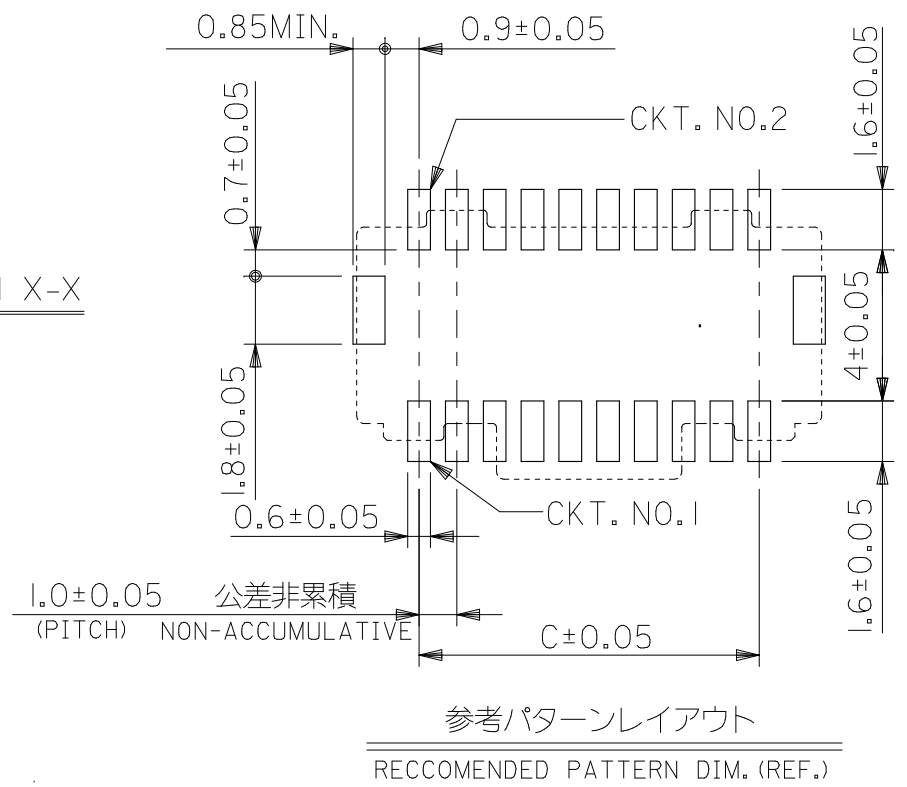 0.85MIN.
0.9±0.05
CKT. NO.2
1.6±0.05
0.7±0.05
X-X
4±0.05
1.8±0.05
0.6±0.05
CKT. NO.1
1.6±0.05
1.0±0.05 公差非累積
(PITCH) NON-ACCUMULATIVE
C±0.05
参考パターンレイアウト
RECCOMENDED PATTERN DIM.(REF.)